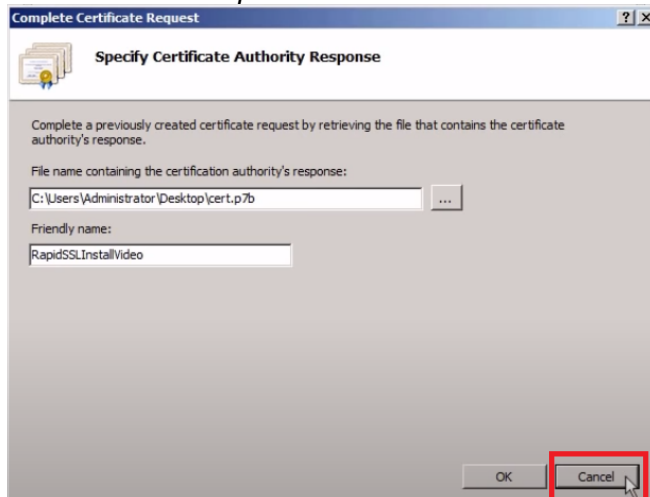 Complete Certificate Request
Specify Certificate Authority Response
Complete a previously created certificate request by retrieving the file that contains the certificate
authority's response.
File name containing the certification authority's response:
C:\Users\Administrator\Desktop\cert.p7b
...
Friendly name:
RapidSSLInstallVideo
OK Cancel